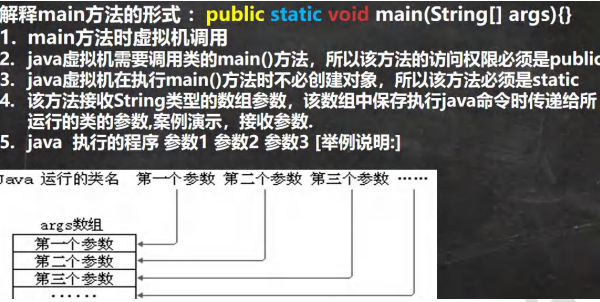 解释main方法的形式：public static void main(String[] args){}
1. main方法时虚拟机调用
2. java虚拟机需要调用类的main()方法，所以该方法的访问权限必须是public
3. java虚拟机在执行main()方法时不必创建对象，所以该方法必须是static
4. 该方法接收String类型的数组参数，该数组中保存执行java命令时传递给所
运行的类的参数,案例演示，接收参数.
5. java 执行的程序 参数1 参数2 参数3 [举例说明:]
Java 运行的类名 第一个参数 第二个参数 第三个参数 ……
args数组
第一个参数
第二个参数
第三个参数
……